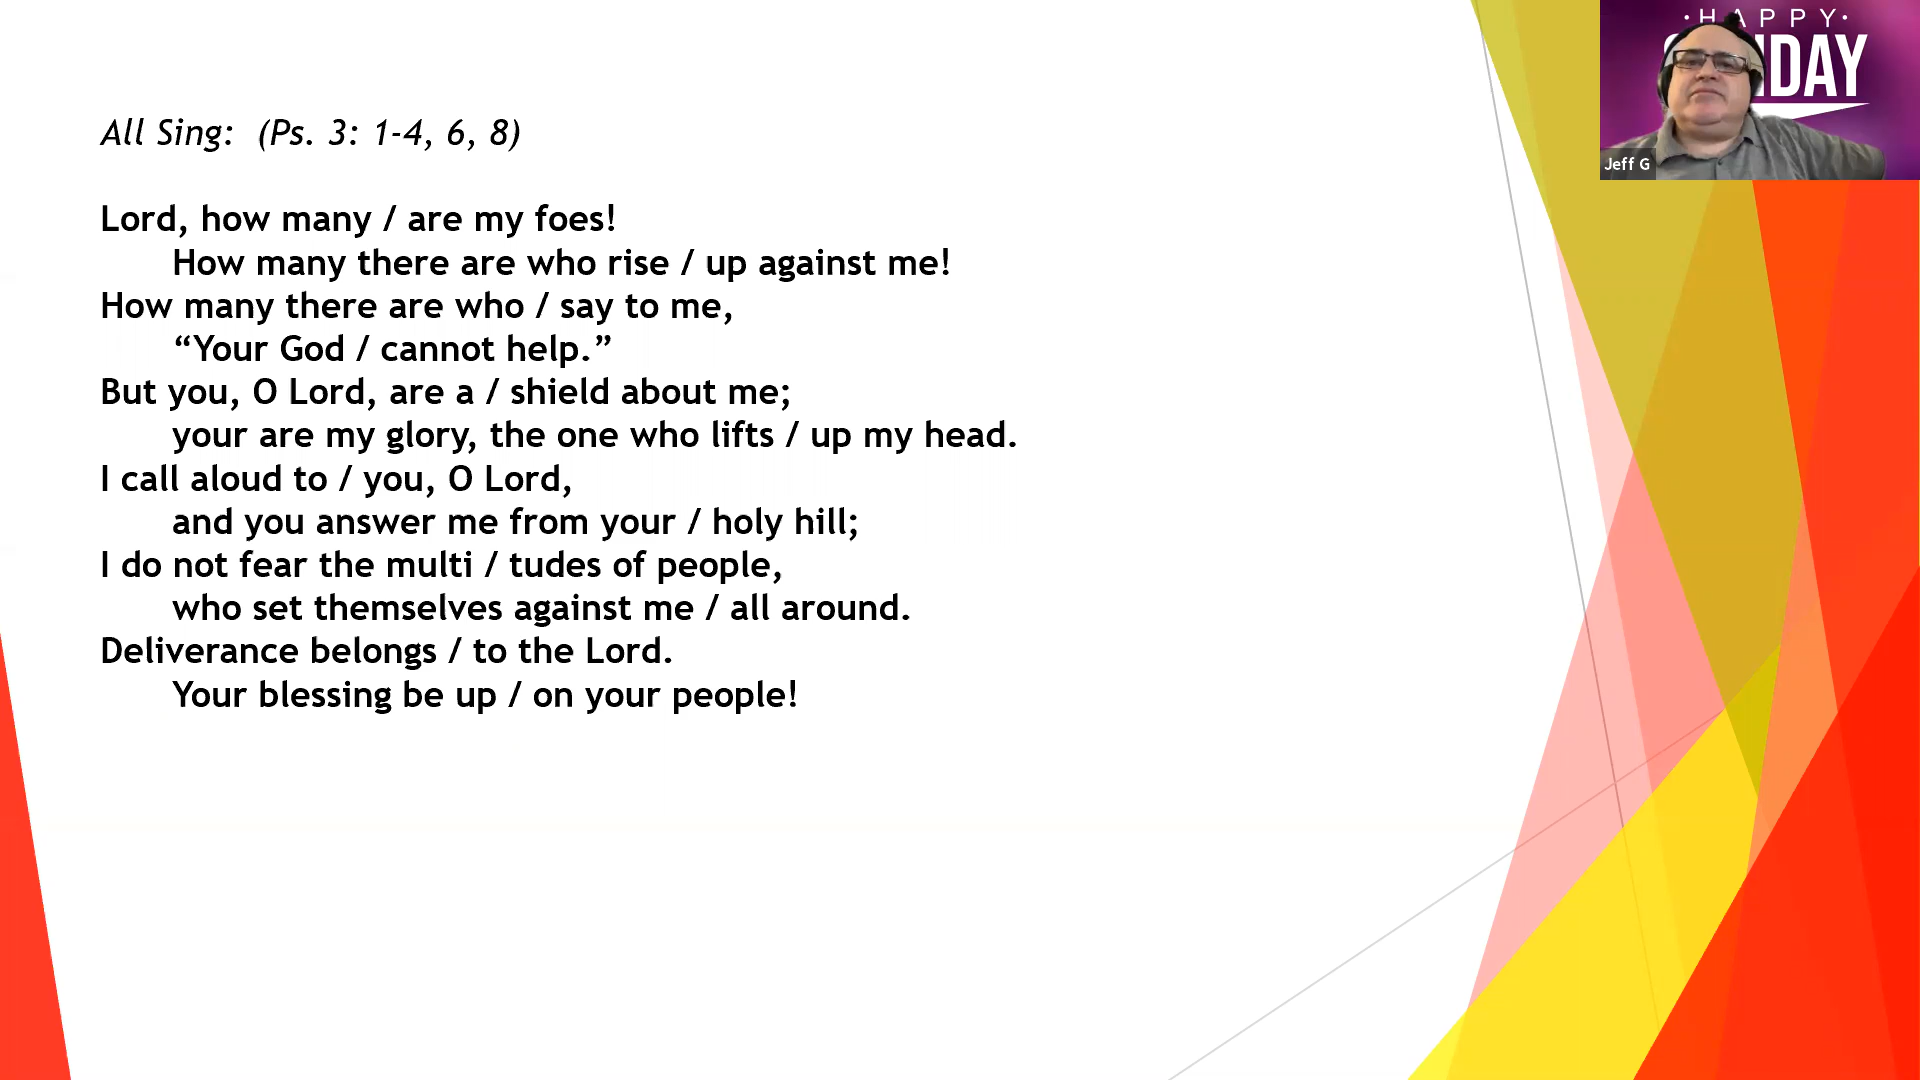 All Sing: (Ps. 3: 1-4, 6, 8)
Lord, how many / are my foes!
How many there are who rise / up against me!
How many there are who / say to me,
“Your God / cannot help.”
But you, O Lord, are a / shield about me;
your are my glory, the one who lifts / up my head.
I call aloud to / you, O Lord,
and you answer me from your / holy hill;
I do not fear the multi / tudes of people,
who set themselves against me / all around.
Deliverance belongs / to the Lord.
Your blessing be up / on your people!
·HAPPY·
Jeff G